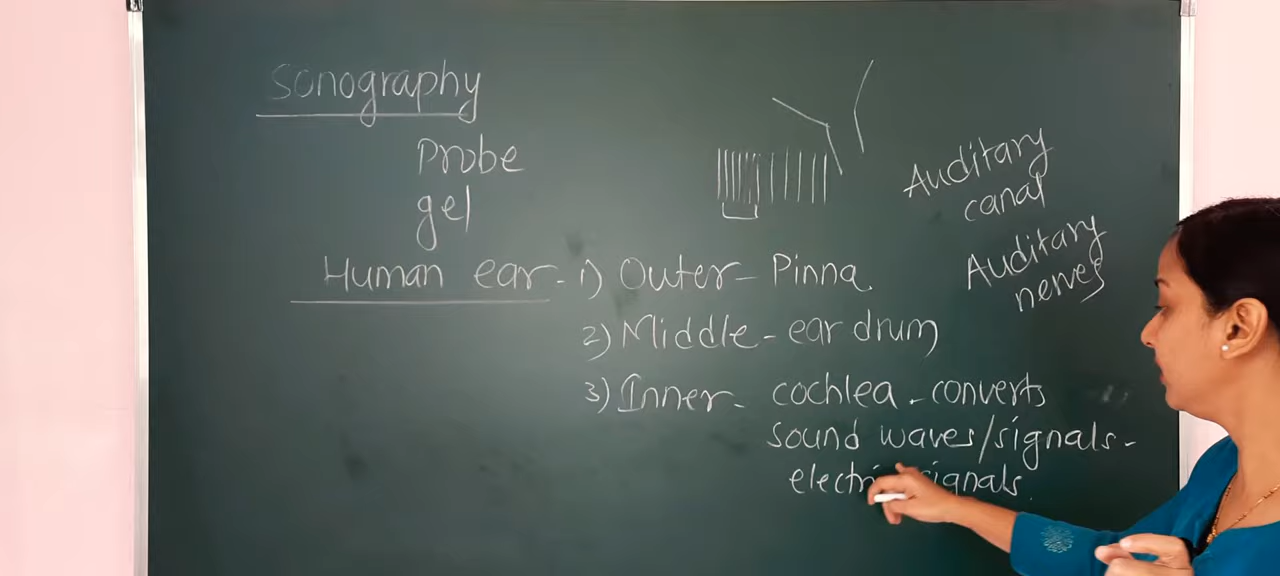 Sonography
Probe
gel
Auditary
canal
Auditary
nerves
Human ear - 1) Outer - Pinna
2) Middle - ear drum
3) Inner - cochlea - converts
sound waves/signals -
signals.